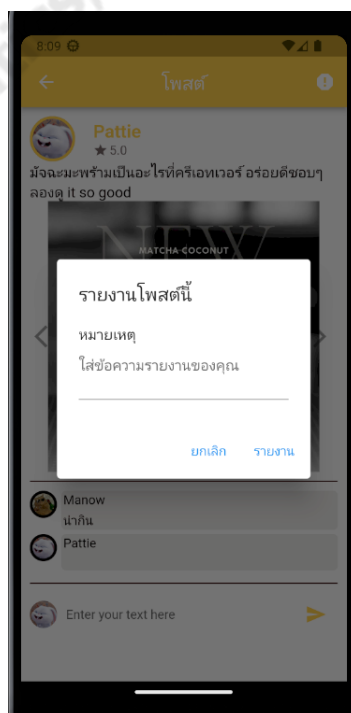 8:09
โพสต์
Pattie
★ 5.0
มัจฉะมะพร้าวเป็นอะไรที่ครีเอทเวอร์ อร่อยดีชอบๆ
ลองดู it so good
NEW
MATCHA COCONUT
รายงานโพสต์นี้
หมายเหตุ
ใส่ข้อความรายงานของคุณ
ยกเลิก รายงาน
Manow
น่ากิน
Pattie
Enter your text here